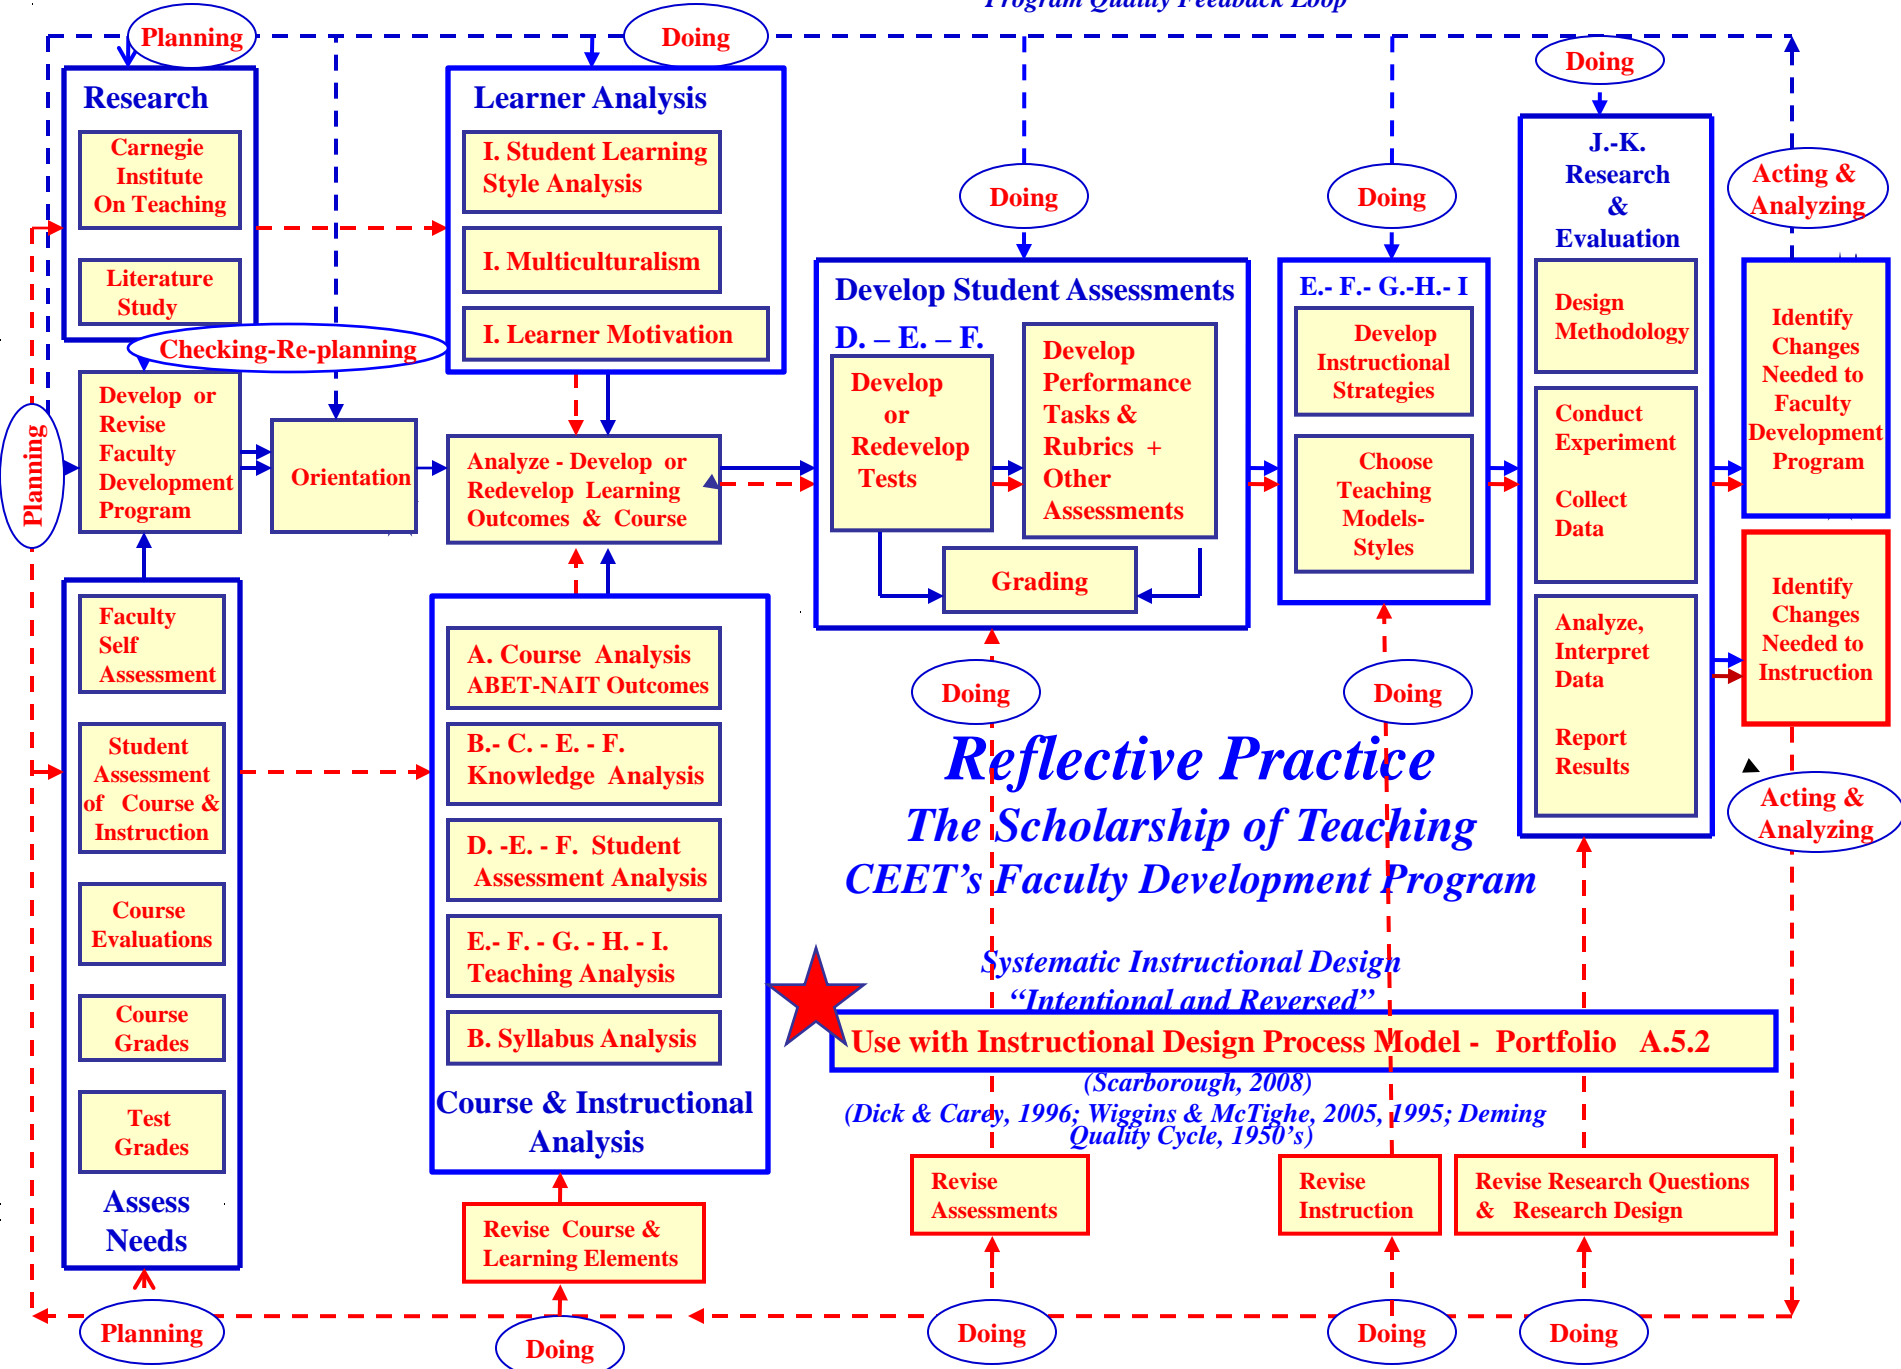 Program Quality Feedback Loop
Planning
Doing
Doing
Research
Carnegie
Institute
On Teaching
Literature
Study
Learner Analysis
I. Student Learning
Style Analysis
I. Multiculturalism
I. Learner Motivation
Checking-Re-planning
Planning
Develop or
Revise
Faculty
Development
Program
Orientation
Analyze - Develop or
Redevelop Learning
Outcomes & Course
Doing
Develop Student Assessments
D. – E. – F.
Develop
or
Redevelop
Tests
Develop
Performance
Tasks &
Rubrics +
Other
Assessments
Grading
Doing
E.- F.- G.-H.- I
Develop
Instructional
Strategies
Choose
Teaching
Models-
Styles
J.-K.
Research
&
Evaluation
Design
Methodology
Conduct
Experiment
Collect
Data
Analyze,
Interpret
Data
Report
Results
Acting &
Analyzing
Identify
Changes
Needed to
Faculty
Development
Program
Identify
Changes
Needed to
Instruction
Acting &
Analyzing
Faculty
Self
Assessment
Student
Assessment
of Course &
Instruction
Course
Evaluations
Course
Grades
Test
Grades
Assess
Needs
A. Course Analysis
ABET-NAIT Outcomes
B.- C. - E. - F.
Knowledge Analysis
D. -E. - F. Student
Assessment Analysis
E.- F. - G. - H. - I.
Teaching Analysis
B. Syllabus Analysis
Course & Instructional
Analysis
Doing
Doing
Reflective Practice
The Scholarship of Teaching
CEET’s Faculty Development Program
Systematic Instructional Design
“Intentional and Reversed”
Use with Instructional Design Process Model - Portfolio A.5.2
(Scarborough, 2008)
(Dick & Carey, 1996; Wiggins & McTighe, 2005, 1995; Deming
Quality Cycle, 1950’s)
Revise Course &
Learning Elements
Revise
Assessments
Revise
Instruction
Revise Research Questions
& Research Design
Planning
Doing
Doing
Doing
Doing